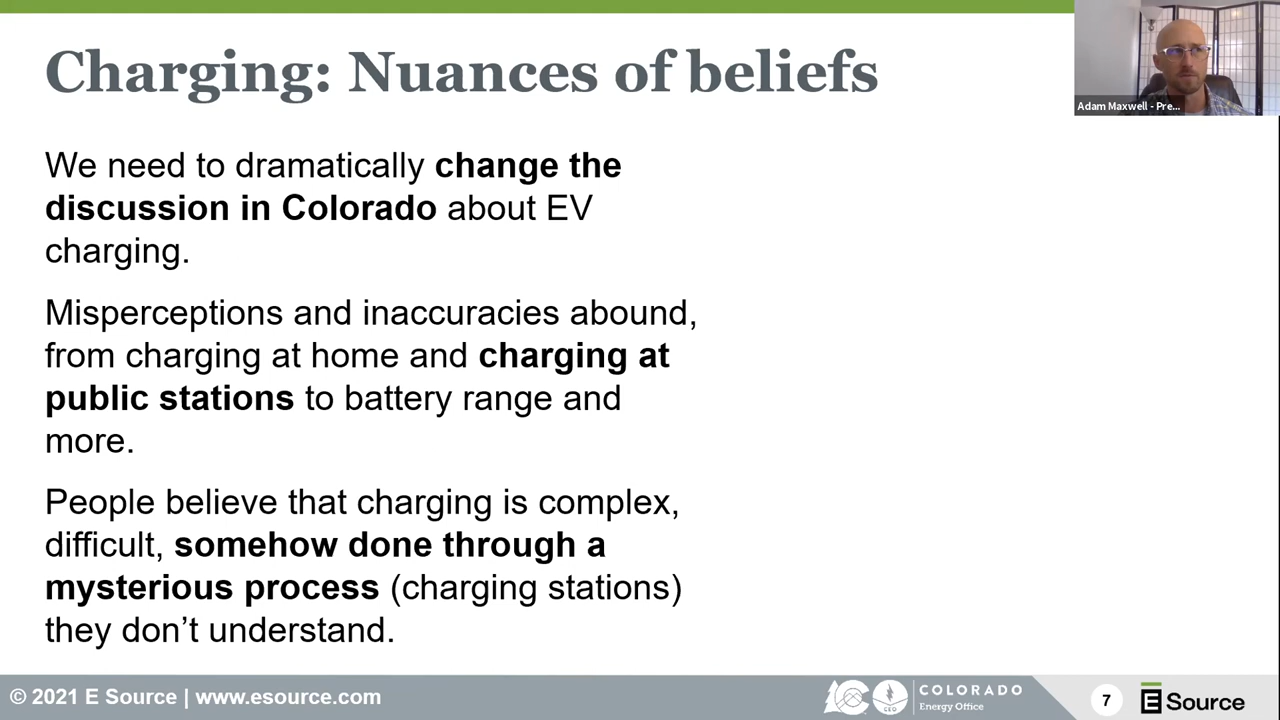 Charging: Nuances of beliefs
Adam Maxwell - Pre...
We need to dramatically change the
discussion in Colorado about EV
charging.
Misperceptions and inaccuracies abound,
from charging at home and charging at
public stations to battery range and
more.
People believe that charging is complex,
difficult, somehow done through a
mysterious process (charging stations)
they don’t understand.
© 2021 E Source | www.esource.com
CEO
COLORADO
Energy Office
7
E Source